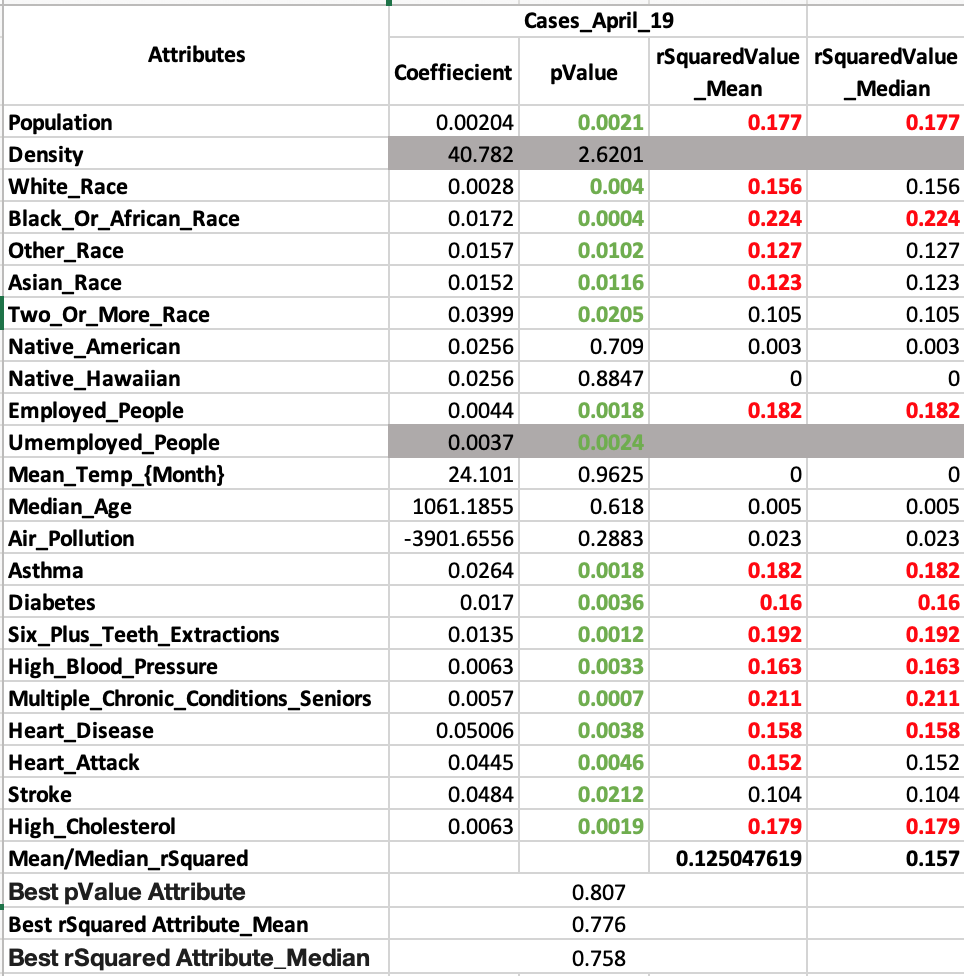 Cases_April_19
Attributes
Coeffiecient pValue rSquaredValue _Mean rSquaredValue _Median
Population 0.00204 0.0021 0.177 0.177
Density 40.782 2.6201
White_Race 0.0028 0.004 0.156 0.156
Black_Or_African_Race 0.0172 0.0004 0.224 0.224
Other_Race 0.0157 0.0102 0.127 0.127
Asian_Race 0.0152 0.0116 0.123 0.123
Two_Or_More_Race 0.0399 0.0205 0.105 0.105
Native_American 0.0256 0.709 0.003 0.003
Native_Hawaiian 0.0256 0.8847 0 0
Employed_People 0.0044 0.0018 0.182 0.182
Umemployed_People 0.0037 0.0024
Mean_Temp_{Month} 24.101 0.9625 0 0
Median_Age 1061.1855 0.618 0.005 0.005
Air_Pollution -3901.6556 0.2883 0.023 0.023
Asthma 0.0264 0.0018 0.182 0.182
Diabetes 0.017 0.0036 0.16 0.16
Six_Plus_Teeth_Extractions 0.0135 0.0012 0.192 0.192
High_Blood_Pressure 0.0063 0.0033 0.163 0.163
Multiple_Chronic_Conditions_Seniors 0.0057 0.0007 0.211 0.211
Heart_Disease 0.05006 0.0038 0.158 0.158
Heart_Attack 0.0445 0.0046 0.152 0.152
Stroke 0.0484 0.0212 0.104 0.104
High_Cholesterol 0.0063 0.0019 0.179 0.179
Mean/Median_rSquared 0.125047619 0.157
Best pValue Attribute 0.807
Best rSquared Attribute_Mean 0.776
Best rSquared Attribute_Median 0.758